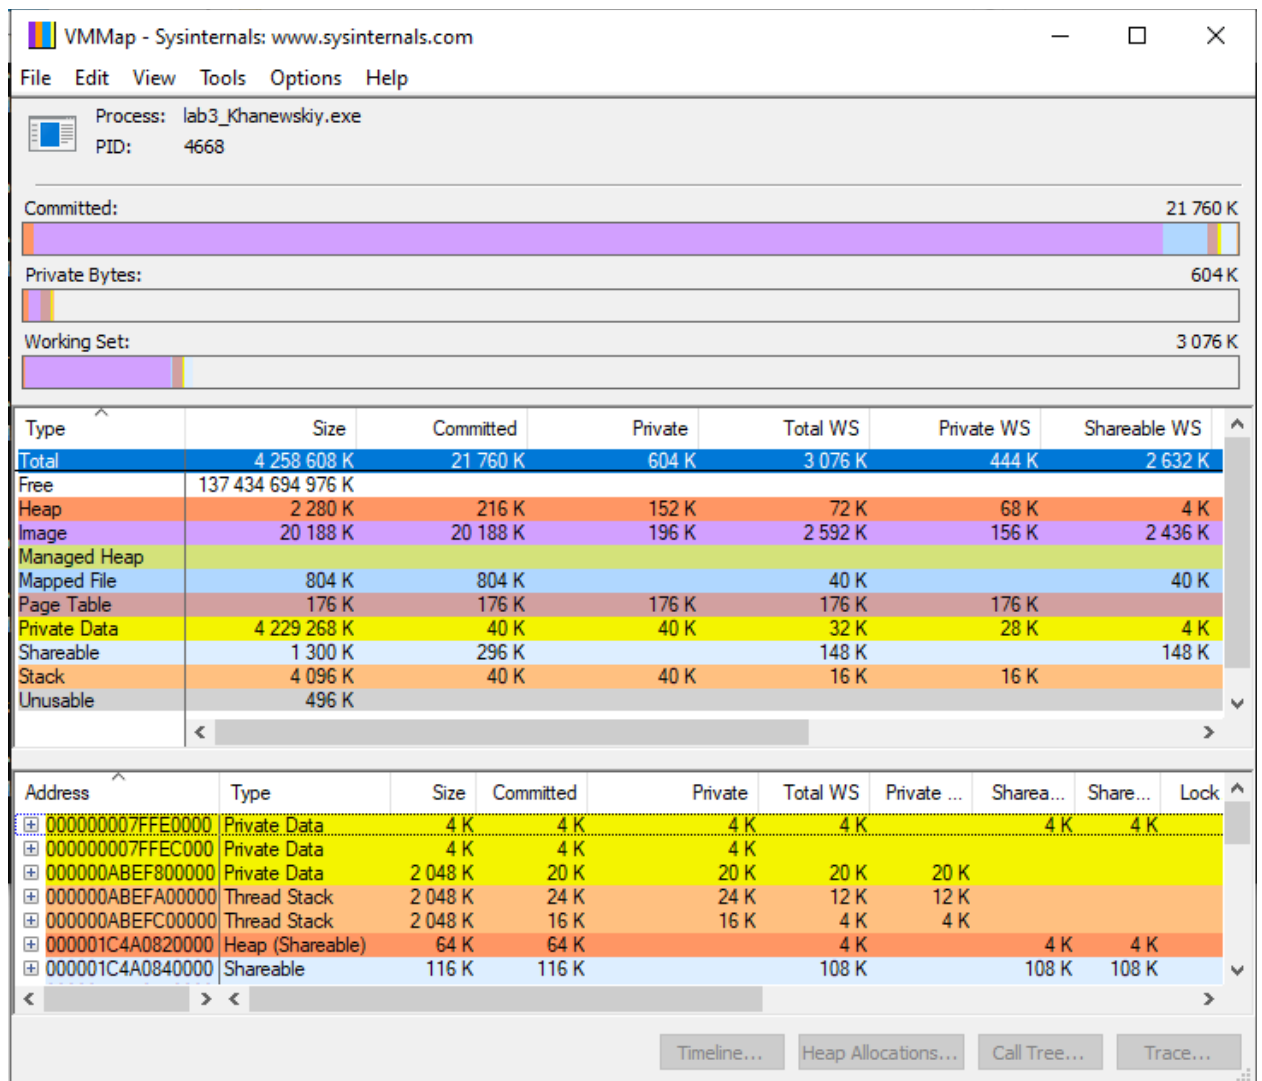 VMMap - Sysinternals: www.sysinternals.com
File Edit View Tools Options Help
Process: lab3_Khanewskiy.exe
PID: 4668
Committed: 21 760 K
Private Bytes: 604 K
Working Set: 3 076 K
Type Size Committed Private Total WS Private WS Shareable WS
Total 4 258 608 K 21 760 K 604 K 3 076 K 444 K 2 632 K
Free 137 434 694 976 K
Heap 2 280 K 216 K 152 K 72 K 68 K 4 K
Image 20 188 K 20 188 K 196 K 2 592 K 156 K 2 436 K
Managed Heap
Mapped File 804 K 804 K 40 K 40 K
Page Table 176 K 176 K 176 K 176 K 176 K
Private Data 4 229 268 K 40 K 40 K 32 K 28 K 4 K
Shareable 1 300 K 296 K 148 K 148 K
Stack 4 096 K 40 K 40 K 16 K 16 K
Unusable 496 K
Address Type Size Committed Private Total WS Private ... Sharea... Share... Lock
000000007FFE0000 Private Data 4 K 4 K 4 K 4 K 4 K 4 K
000000007FFEC000 Private Data 4 K 4 K 4 K
000000ABEF800000 Private Data 2 048 K 20 K 20 K 20 K 20 K
000000ABEFA00000 Thread Stack 2 048 K 24 K 24 K 12 K 12 K
000000ABEFC00000 Thread Stack 2 048 K 16 K 16 K 4 K 4 K
000001C4A0820000 Heap (Shareable) 64 K 64 K 4 K 4 K 4 K
000001C4A0840000 Shareable 116 K 116 K 108 K 108 K 108 K
Timeline... Heap Allocations... Call Tree... Trace...